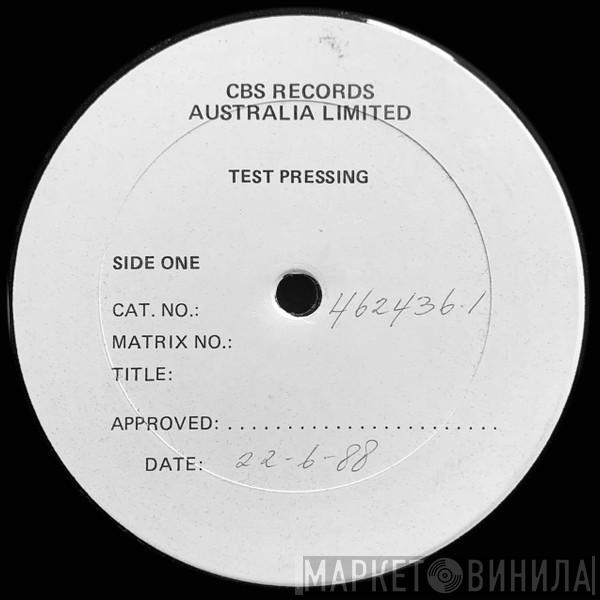 CBS RECORDS
AUSTRALIA LIMITED
TEST PRESSING
SIDE ONE
CAT. NO.: 462436.1
MATRIX NO.:
TITLE:
APPROVED: .......................
DATE: 22-6-88
МАРКЕТ ВИНИЛА